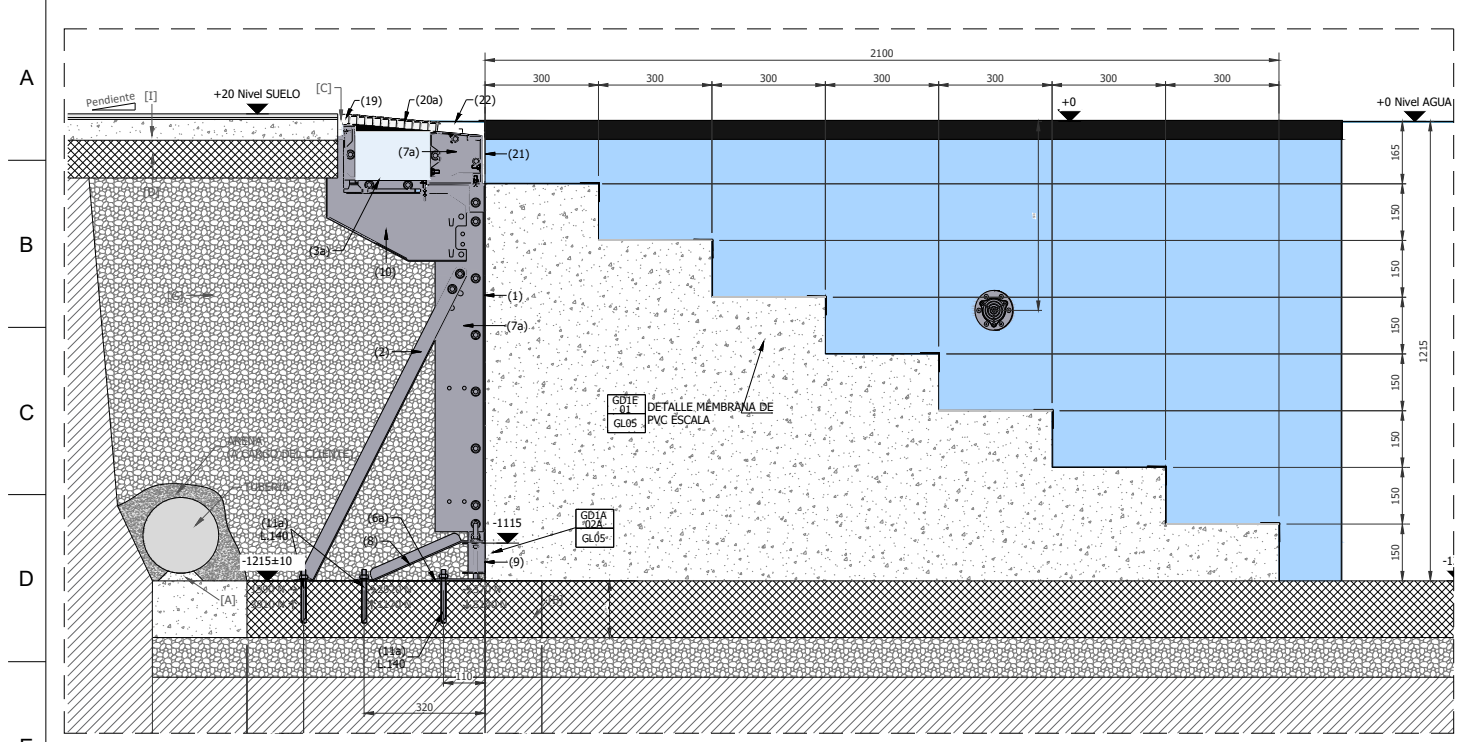 A
B
C
D
E
2100
300
300
300
300
300
300
300
Pendiente
[I]
+20 Nivel SUELO
[C]
(19)
(20a)
(22)
+0
+0 Nivel AGUA
(7a)
(21)
165
(3a)
(10)
150
[G]
(1)
(7a)
(2)
150
150
1215
GD1E
01
GL05
DETALLE MEMBRANA DE
PVC ESCALA
150
ARENA
(A CARGO DEL CLIENTE)
TUBERIA
150
(11a)
L.140
(6a)
(8)
-1115
GD1A
02A
GL05
150
-1215±10
(9)
150
[A]
(11a)
L.140
110
320